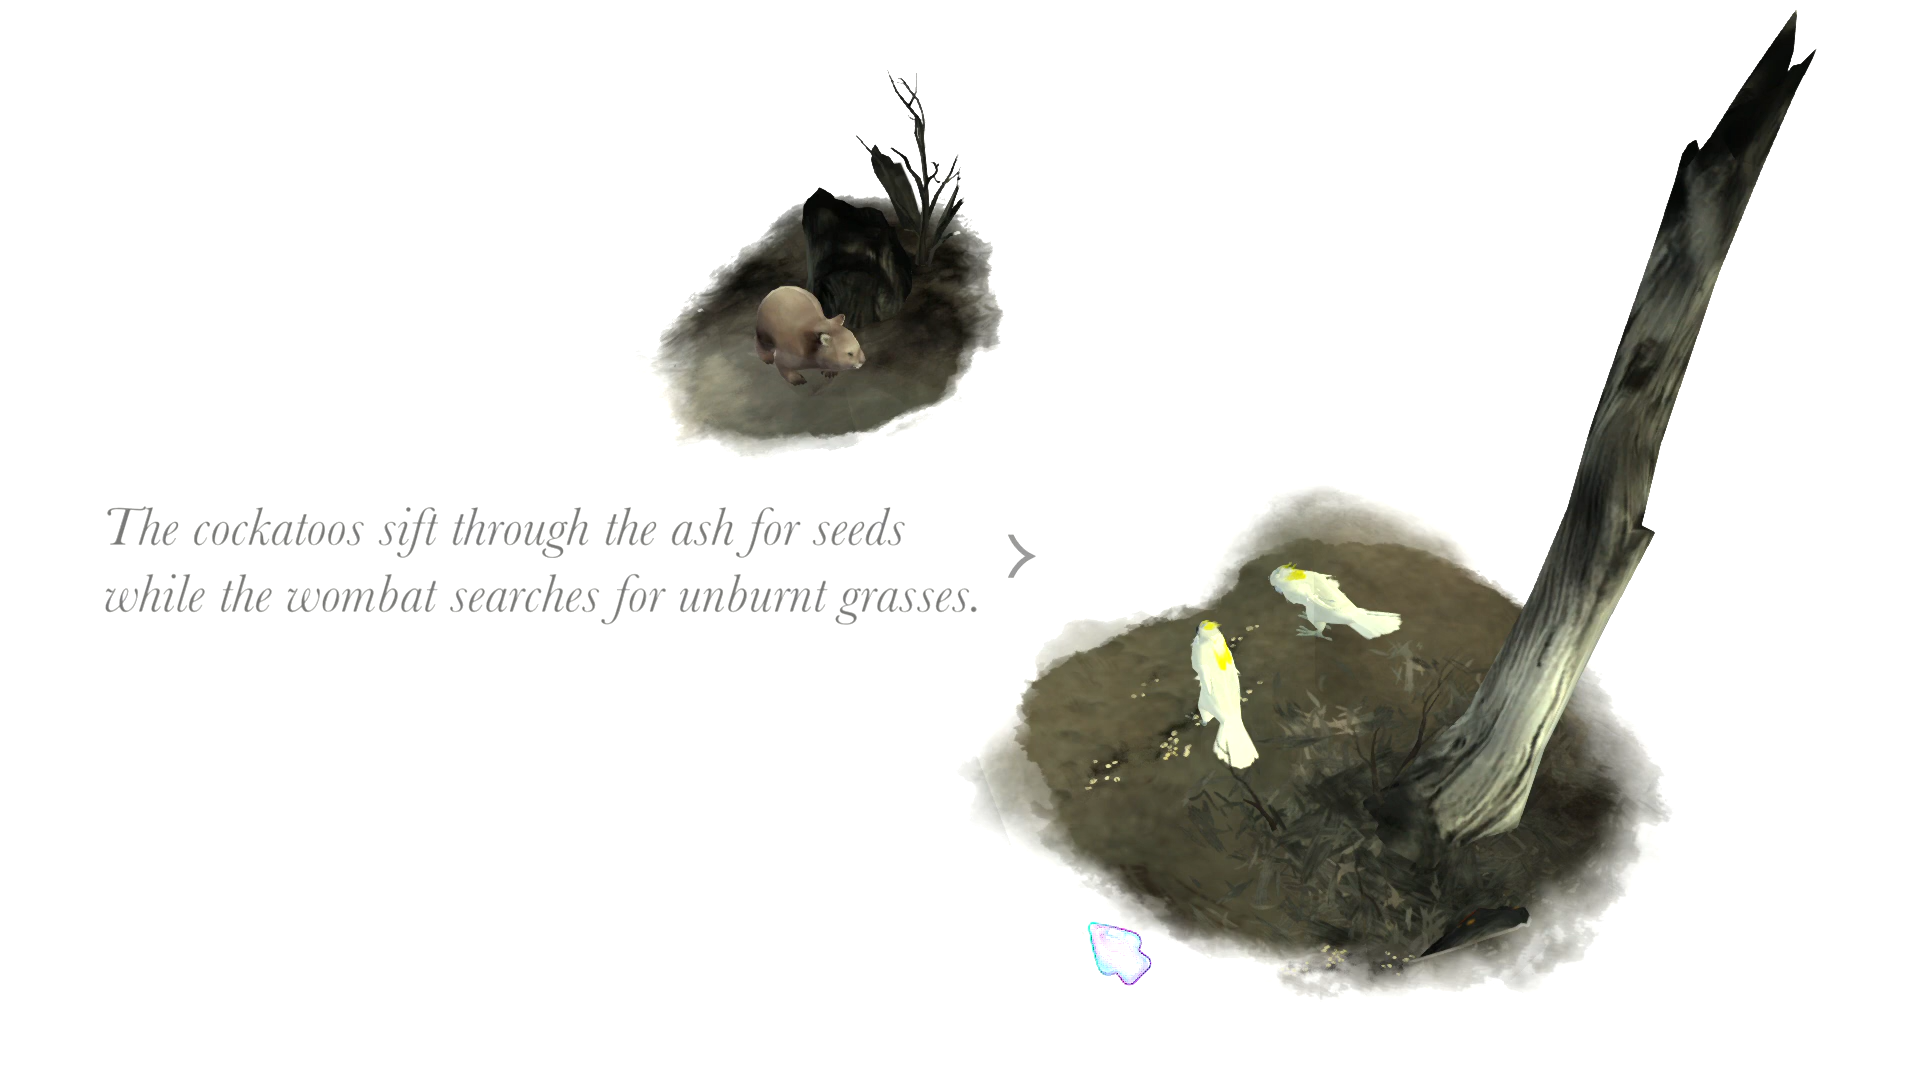 The cockatoos sift through the ash for seeds
while the wombat searches for unburnt grasses.